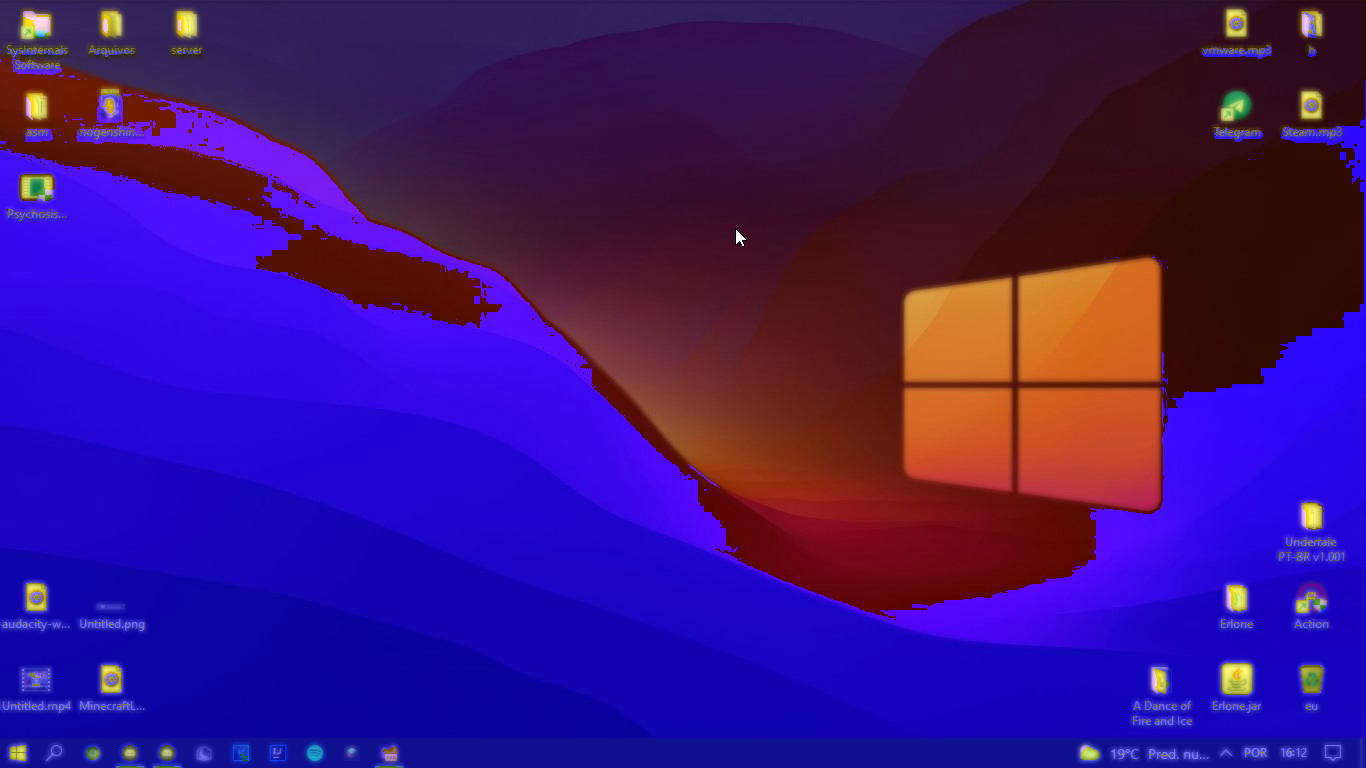 SysInternals
Software
Arquivos
server
vmware.mp3
asm
nogenshin...
Telegram
Steam.mp3
Psychosis...
Undertale
PT-BR v1.001
audacity-w...
Untitled.png
Erlone
Action
Untitled.mp4
MinecraftL...
A Dance of
Fire and Ice
Erlone.jar
eu
19°C Pred. nu...
POR
16:12